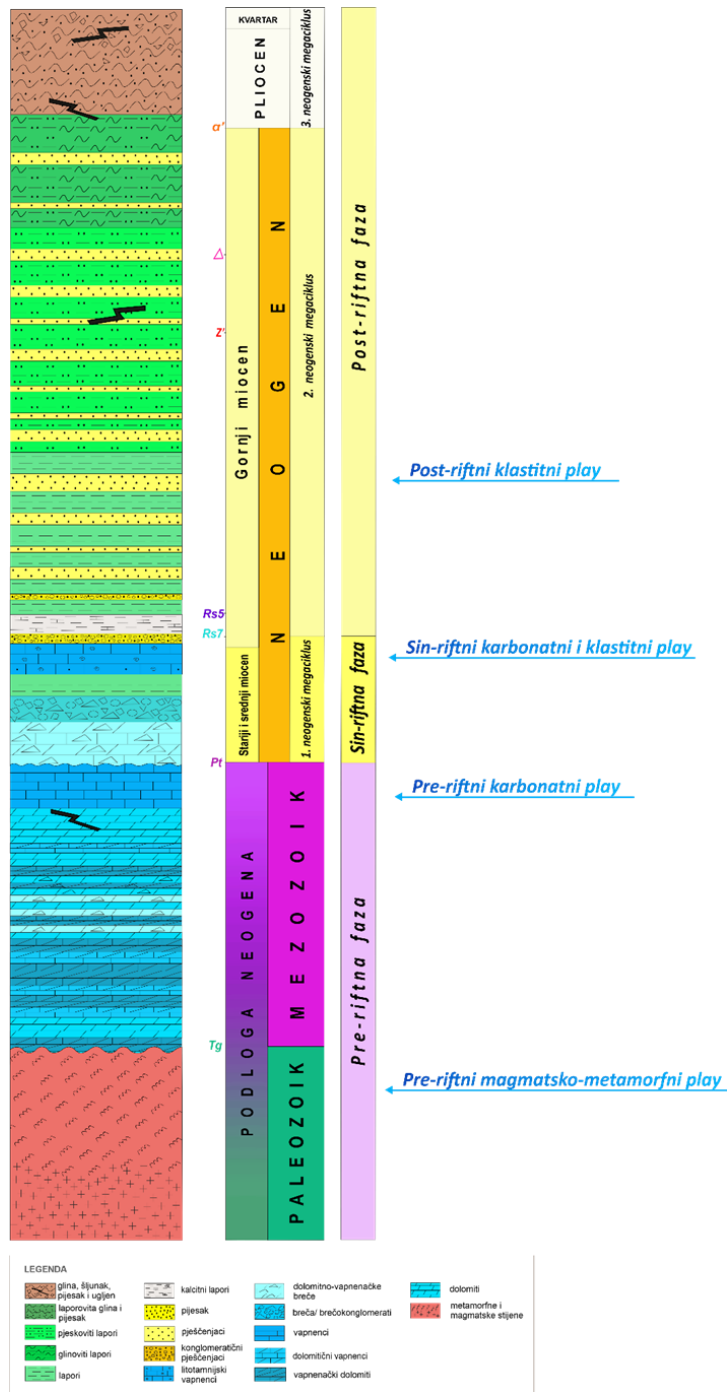 KVARTAR
PLIOCEN
3. neogenski megaciklus
α'
Δ
Z'
Gornji miocen
NEOGEN
2. neogenski megaciklus
Post-riftna faza
Post-riftni klastitni play
Rs5
Rs7
Sin-riftni karbonatni i klastitni play
Stariji i srednji miocen
1. neogenski megaciklus
Sin-riftna faza
Pt
Pre-riftni karbonatni play
PODLOGA NEOGENA
MEZOZOIK
Pre-riftna faza
Tg
Pre-riftni magmatsko-metamorfni play
PALEOZOIK
LEGENDA
glina, šljunak,
pijesak i ugljen
laporovita glina i
pijesak
pjeskoviti lapori
glinoviti lapori
lapori
kalcitni lapori
pijesak
pješčenjaci
konglomeratični
pješčenjaci
litotamnijski
vapnenci
dolomitno-vapnenačke
breče
breča/ brečokonglomerati
vapnenci
dolomitični vapnenci
vapnenački dolomiti
dolomiti
metamorfne i
magmatske stijene